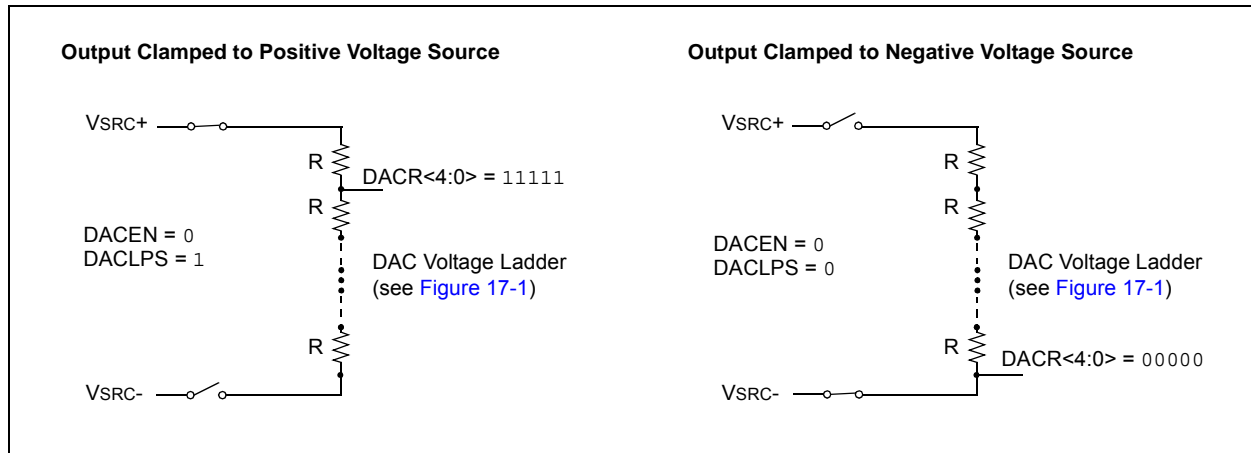 Output Clamped to Positive Voltage Source
VSRC+
R
DACR<4:0> = 11111
R
DACEN = 0
DACLPS = 1
DAC Voltage Ladder
(see Figure 17-1)
R
VSRC-
Output Clamped to Negative Voltage Source
VSRC+
R
R
DACEN = 0
DACLPS = 0
DAC Voltage Ladder
(see Figure 17-1)
R
DACR<4:0> = 00000
VSRC-